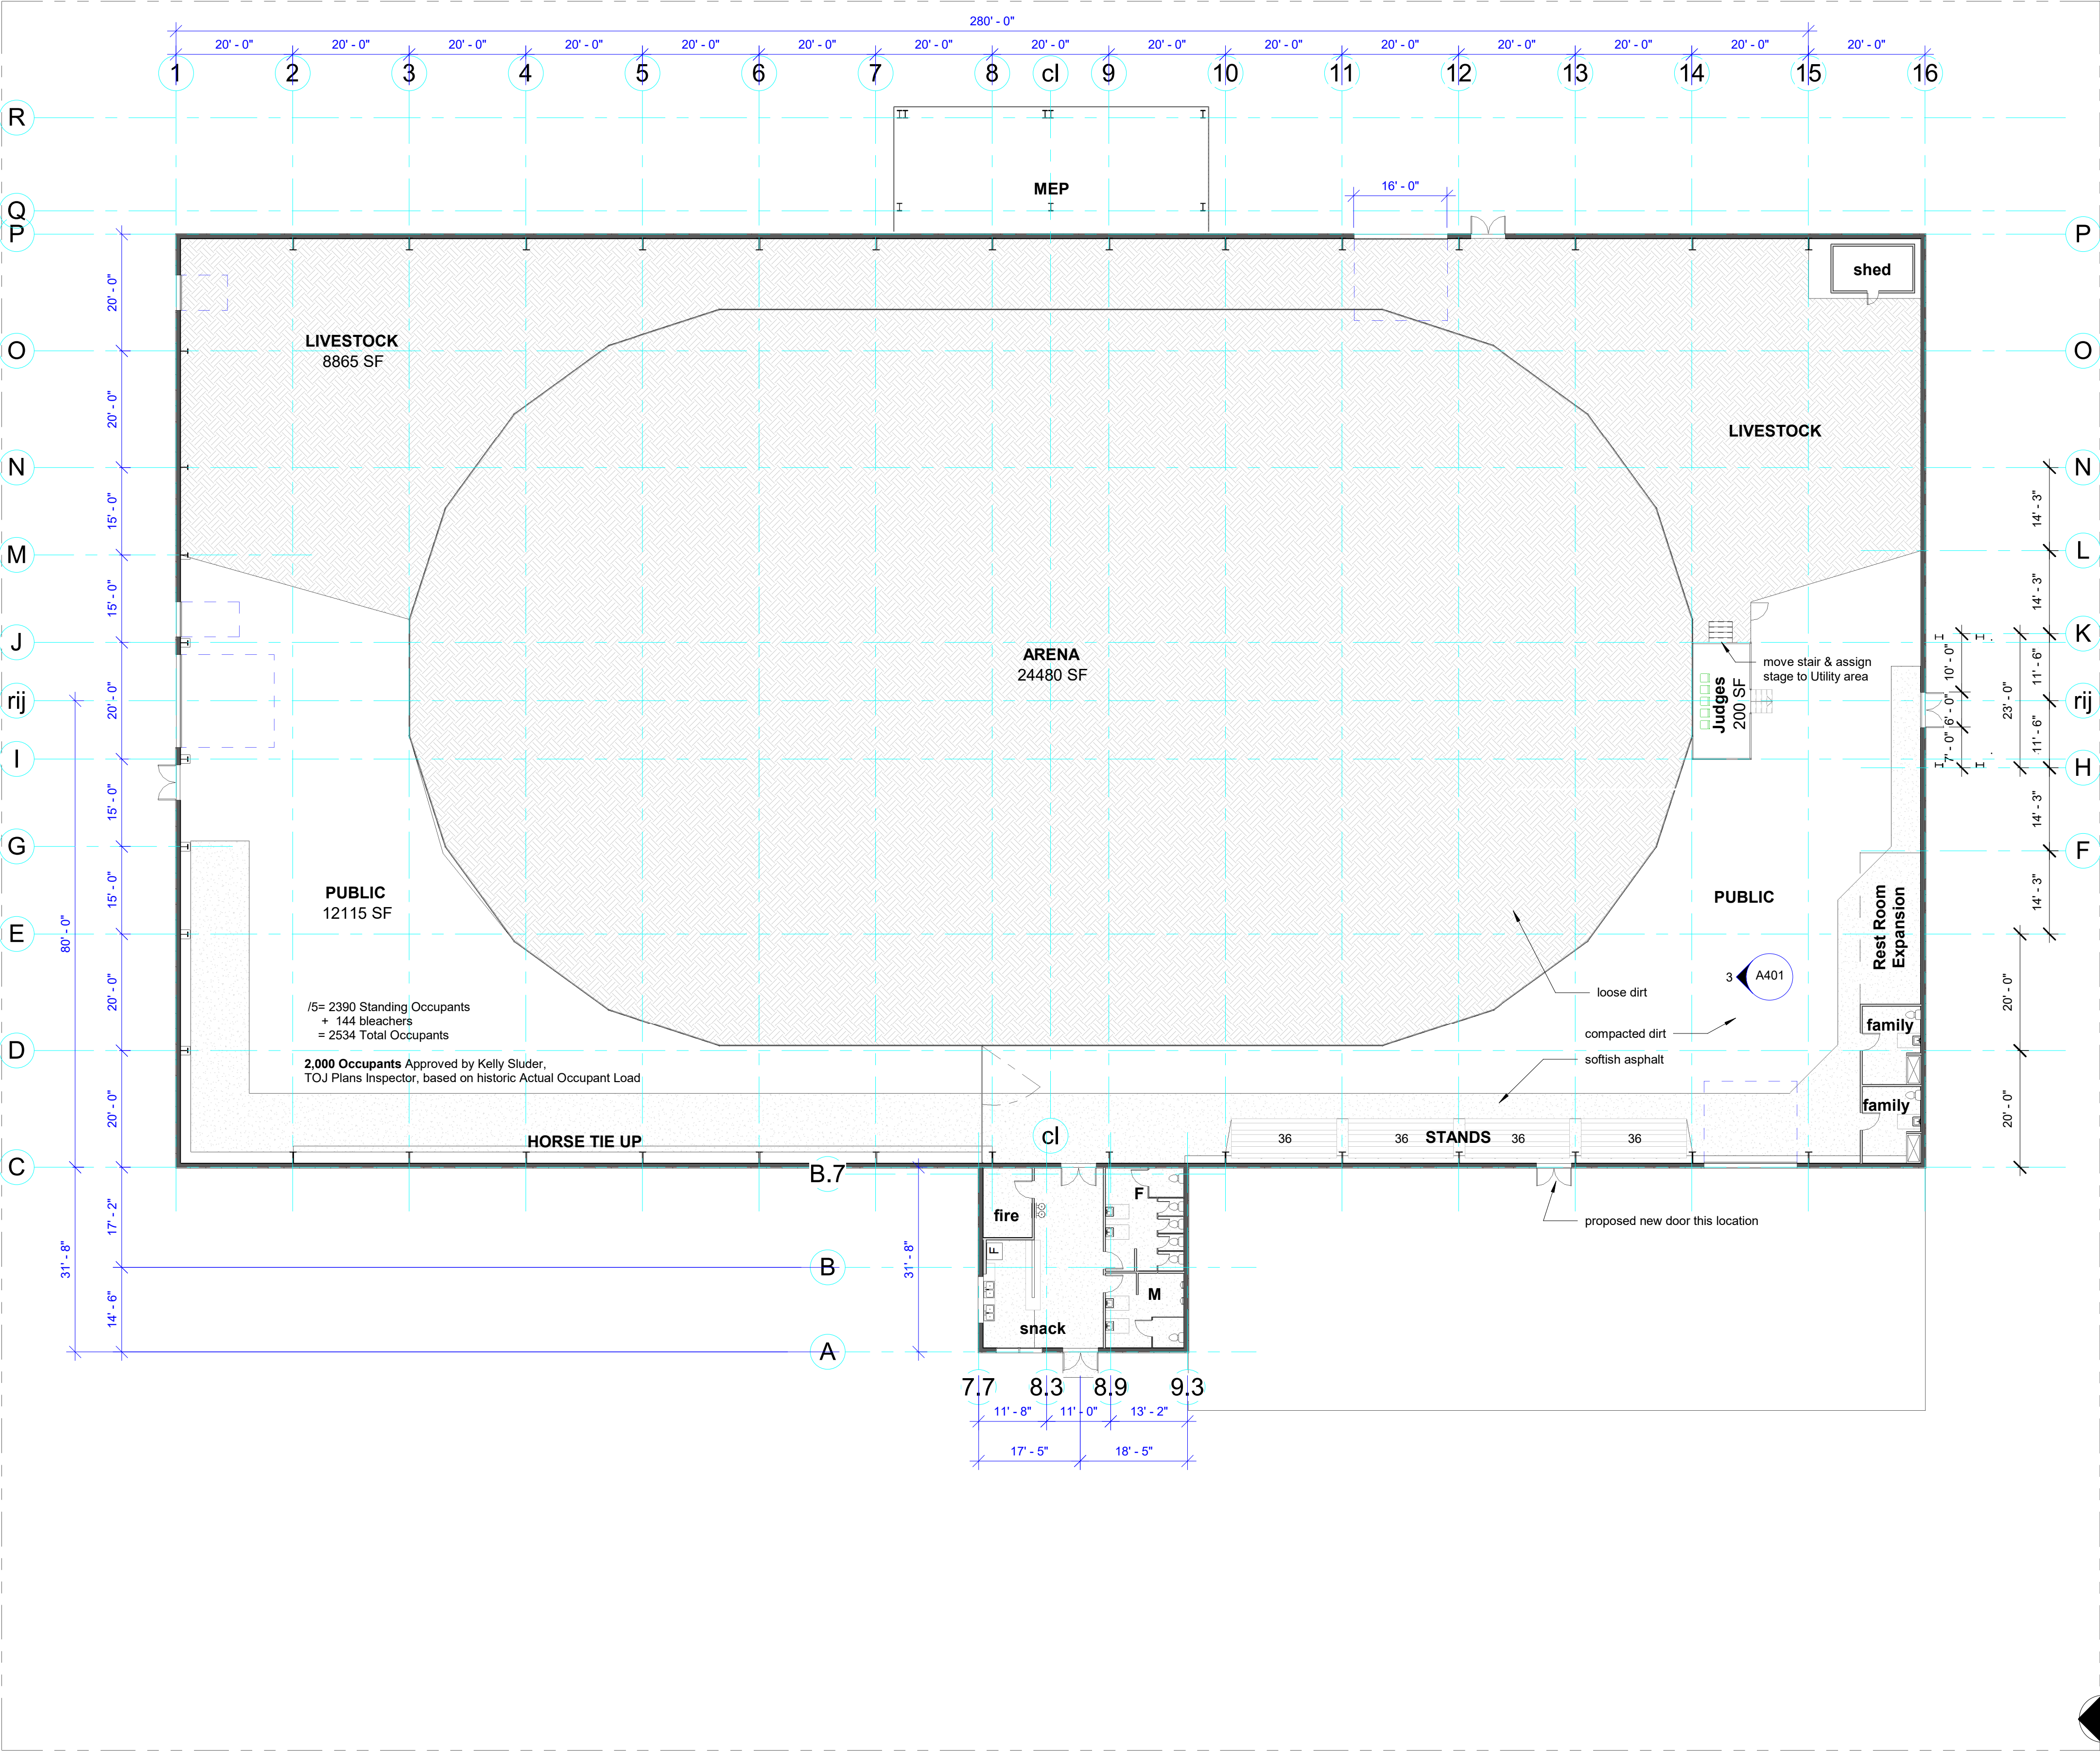 280' - 0"
20' - 0" 20' - 0" 20' - 0" 20' - 0" 20' - 0" 20' - 0" 20' - 0" 20' - 0" 20' - 0" 20' - 0" 20' - 0" 20' - 0" 20' - 0" 20' - 0" 20' - 0"
1 2 3 4 5 6 7 8 cl 9 10 11 12 13 14 15 16
R
MEP
16' - 0"
Q
P
P
shed
20' - 0"
LIVESTOCK
8865 SF
O
O
20' - 0"
LIVESTOCK
N
N
15' - 0"
14' - 3"
M
L
15' - 0"
14' - 3"
J
K
ARENA
24480 SF
move stair & assign
stage to Utility area
Judges
200 SF
10' - 0"
6' - 0"
7' - 0"
23' - 0"
11' - 6"
11' - 6"
rij
20' - 0"
rij
I
H
15' - 0"
14' - 3"
G
F
15' - 0"
14' - 3"
PUBLIC
12115 SF
PUBLIC
Rest Room
Expansion
E
80' - 0"
20' - 0"
3
A401
20' - 0"
loose dirt
/5= 2390 Standing Occupants
+ 144 bleachers
= 2534 Total Occupants
family
compacted dirt
D
softish asphalt
2,000 Occupants Approved by Kelly Sluder,
TOJ Plans Inspector, based on historic Actual Occupant Load
family
20' - 0"
20' - 0"
cl
HORSE TIE UP
36 36 STANDS 36 36
C
B.7
F
17' - 2"
fire
proposed new door this location
F
31' - 8"
31' - 8"
B
M
14' - 6"
snack
A
7.7 8.3 8.9 9.3
11' - 8" 11' - 0" 13' - 2"
17' - 5" 18' - 5"